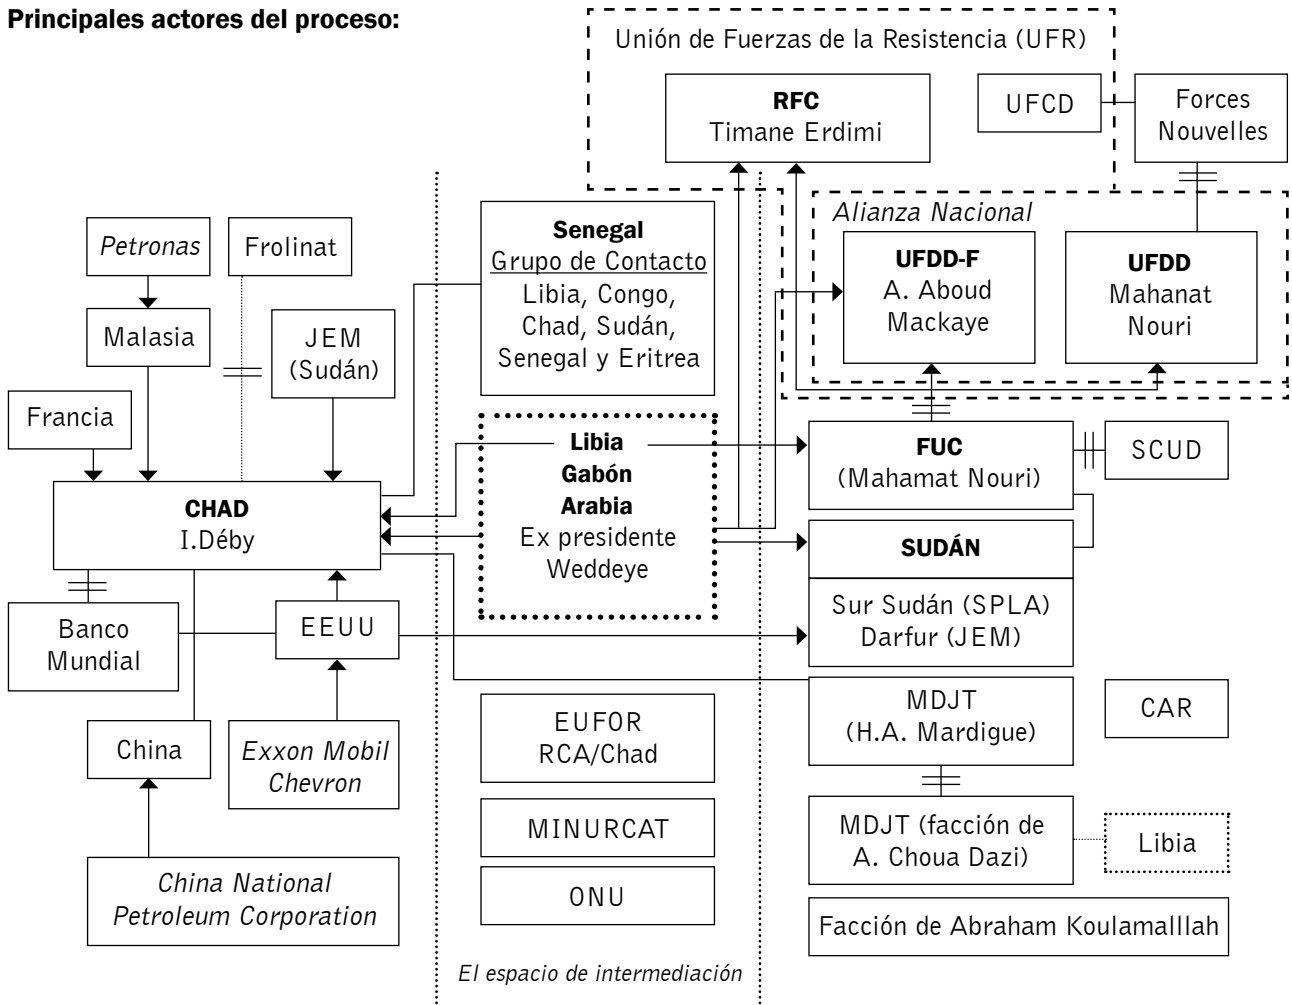 Principales actores del proceso:
Unión de Fuerzas de la Resistencia (UFR)
RFC
Timane Erdimi
UFCD
Forces
Nouvelles
Alianza Nacional
UFDD-F
A. Aboud
Mackaye
UFDD
Mahanat
Nouri
Petronas
Frolinat
Malasia
JEM
(Sudán)
Francia
CHAD
I.Déby
Banco
Mundial
EEUU
China
Exxon Mobil
Chevron
China National
Petroleum Corporation
Senegal
Grupo de Contacto
Libia, Congo,
Chad, Sudán,
Senegal y Eritrea
Libia
Gabón
Arabia
Ex presidente
Weddeye
EUFOR
RCA/Chad
MINURCAT
ONU
El espacio de intermediación
FUC
(Mahamat Nouri)
SCUD
SUDÁN
Sur Sudán (SPLA)
Darfur (JEM)
MDJT
(H.A. Mardigue)
CAR
MDJT (facción de
A. Choua Dazi)
Libia
Facción de Abraham Koulamalllah